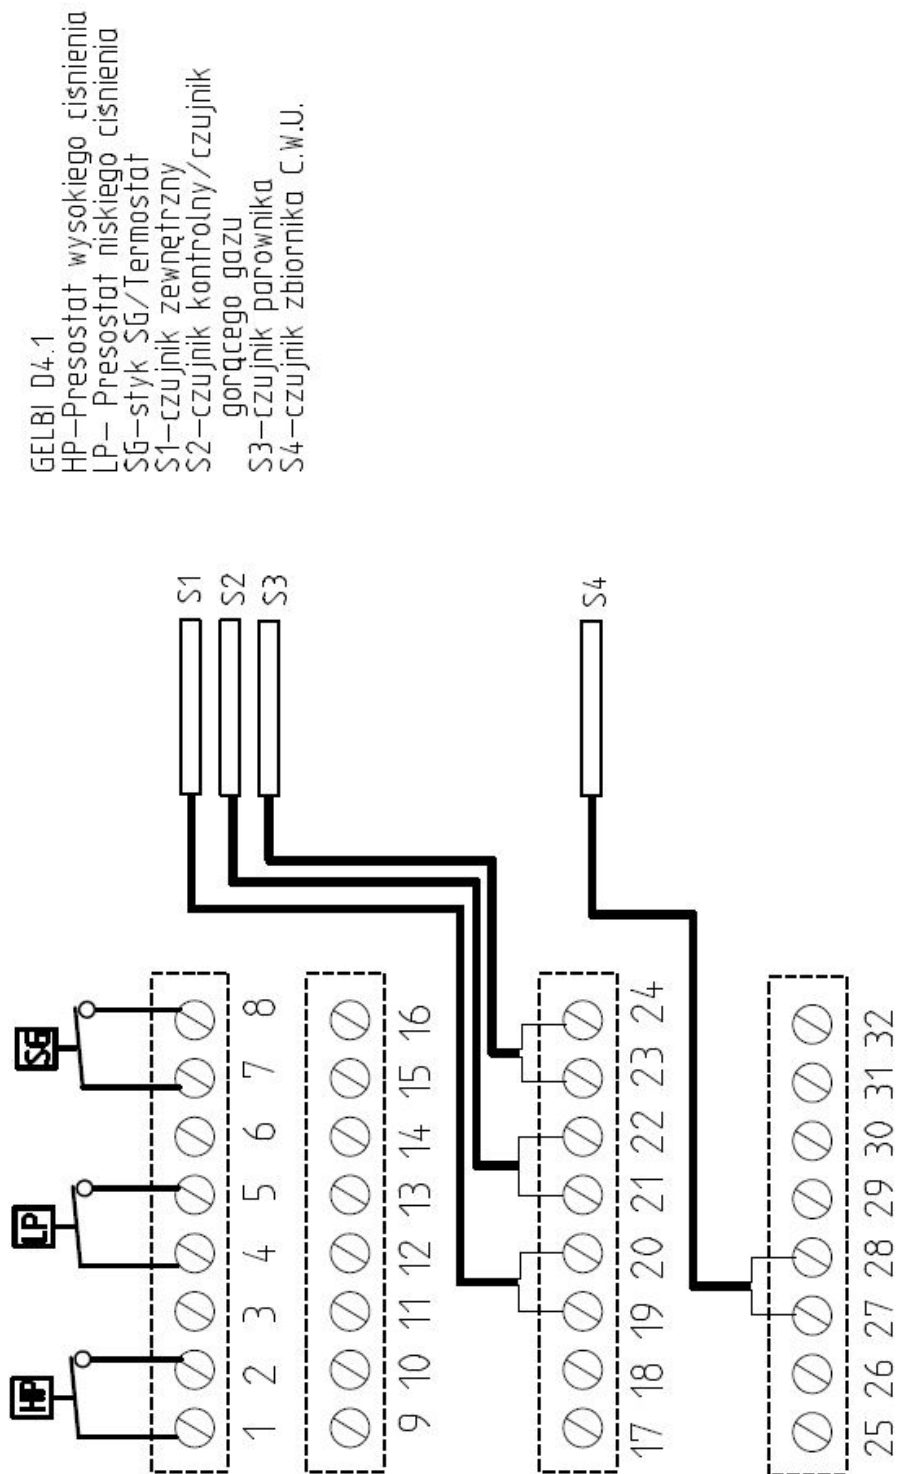 GELBI D4.1
HP-Presostat wysokiego ciśnienia
LP- Presostat niskiego ciśnienia
SG-styk SG/Termostat
S1-czujnik zewnętrzny
S2-czujnik kontrolny/czujnik
gorącego gazu
S3-czujnik parownika
S4-czujnik zbiornika C.W.U.
S1
S2
S3
S4
HP
LP
SG
1 2 3 4 5 6 7 8
9 10 11 12 13 14 15 16
17 18 19 20 21 22 23 24
25 26 27 28 29 30 31 32